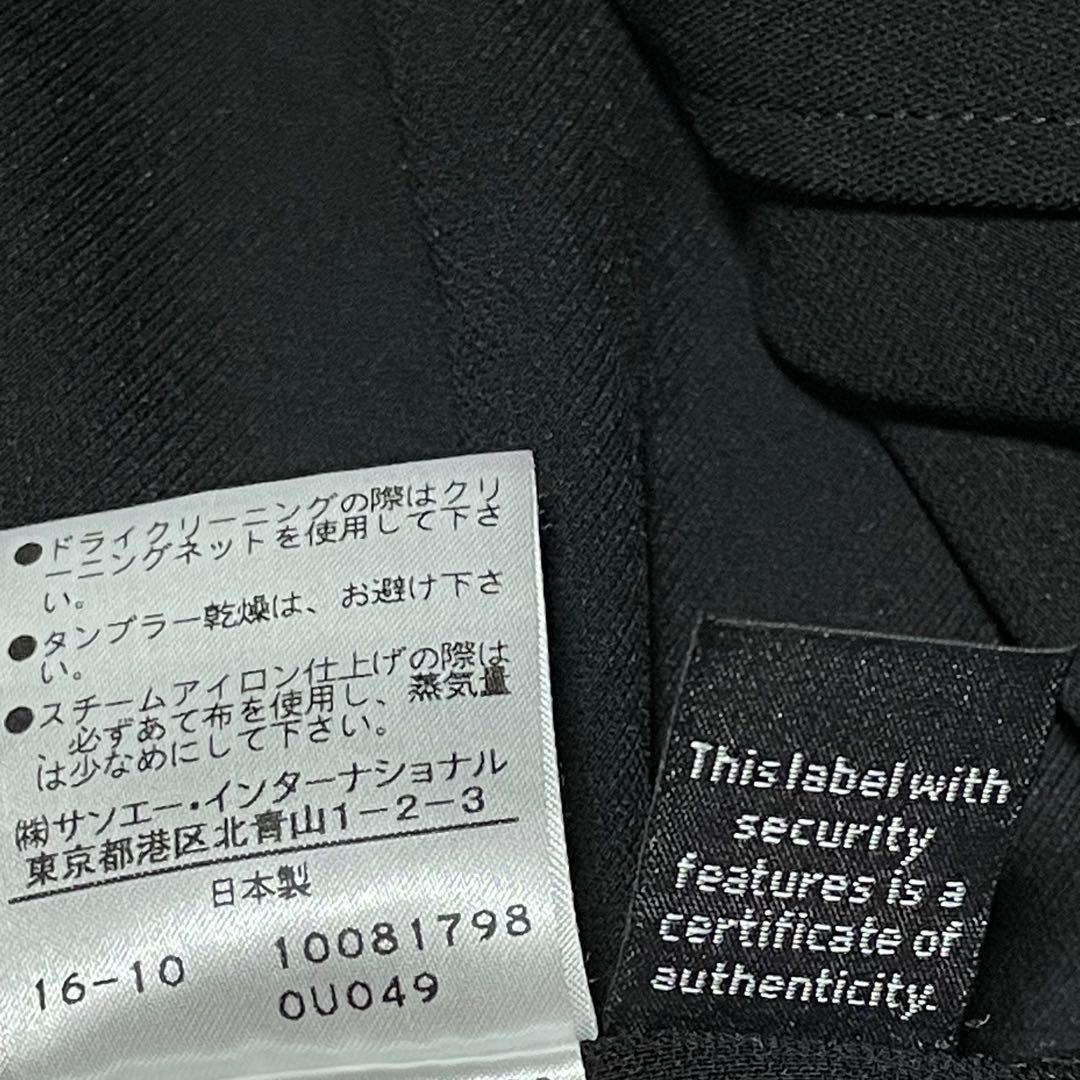 ●ドライクリーニングの際はクリ
ーニングネットを使用して下さ
い。
●タンブラー乾燥は、お避け下さ
い。
●スチームアイロン仕上げの際は
、必ずあて布を使用し、蒸気量
は少なめにして下さい。
㈱サンエー・インターナショナル
東京都港区北青山1-2-3
日本製
16-10 10081798
0U049
This label with
security
features is a
certificate of
authenticity.